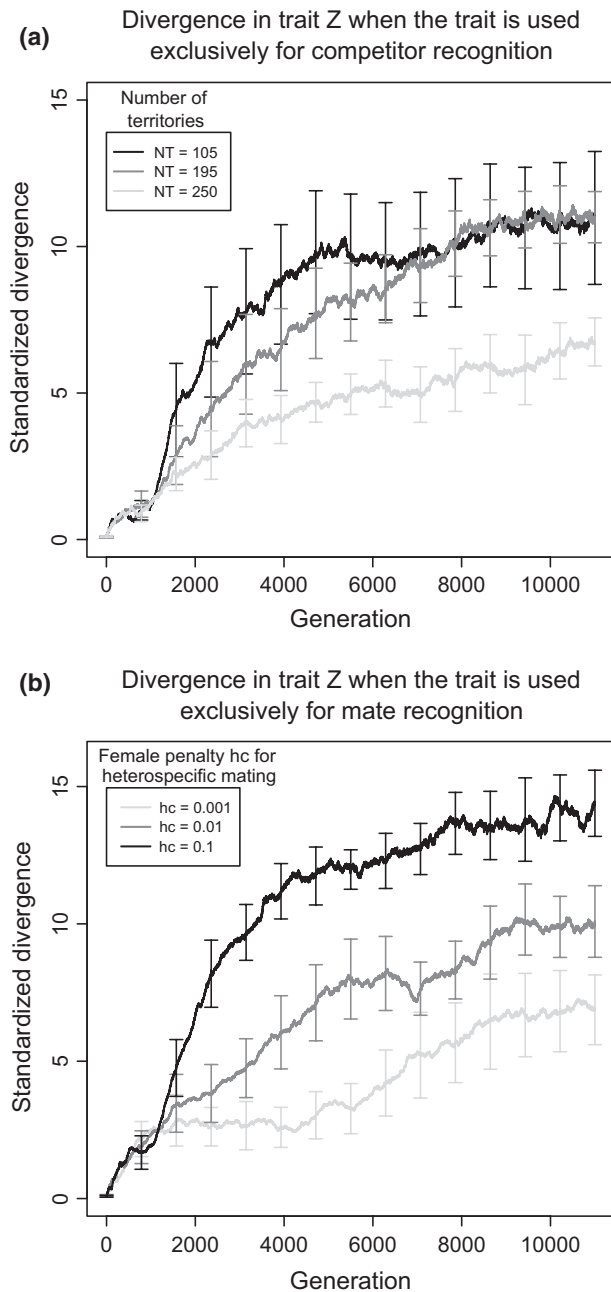 (a)
Divergence in trait Z when the trait is used
exclusively for competitor recognition
Number of
territories
NT = 105
NT = 195
NT = 250
Standardized divergence
15
10
5
0
0 2000 4000 6000 8000 10000
Generation
(b)
Divergence in trait Z when the trait is used
exclusively for mate recognition
Female penalty hc for
heterospecific mating
hc = 0.001
hc = 0.01
hc = 0.1
Standardized divergence
15
10
5
0
0 2000 4000 6000 8000 10000
Generation